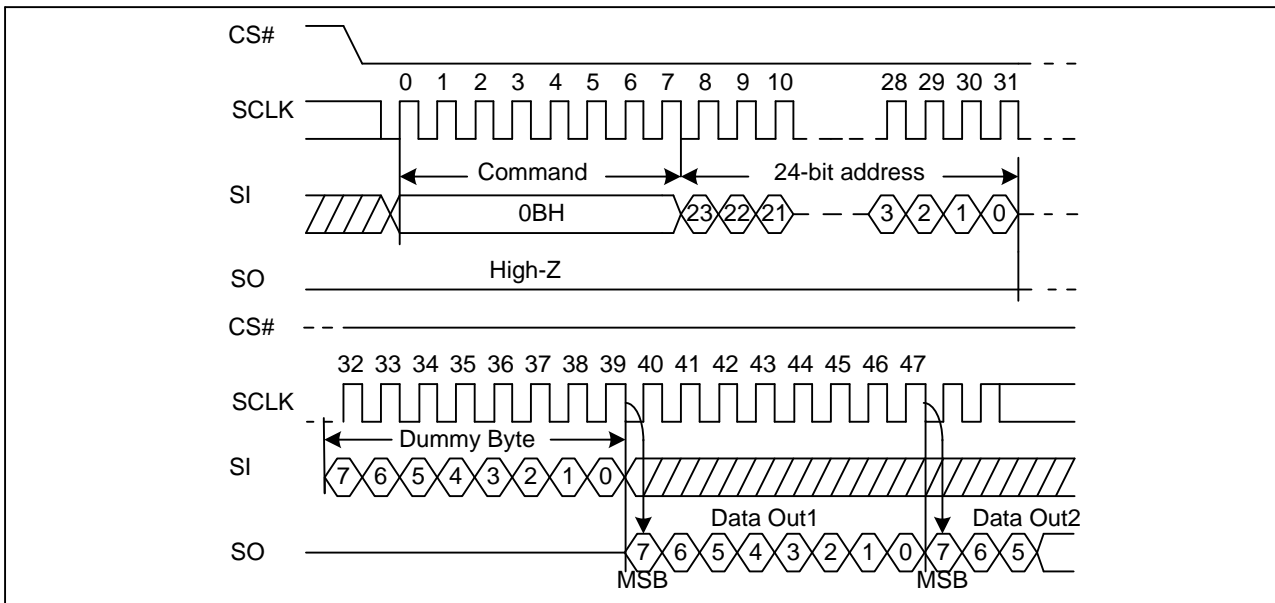 CS#
0 1 2 3 4 5 6 7 8 9 10 28 29 30 31
SCLK
Command 24-bit address
SI
0BH 23 22 21 3 2 1 0
High-Z
SO
CS#
32 33 34 35 36 37 38 39 40 41 42 43 44 45 46 47
SCLK
Dummy Byte
SI
7 6 5 4 3 2 1 0
Data Out1 Data Out2
SO
7 6 5 4 3 2 1 0 7 6 5
MSB MSB